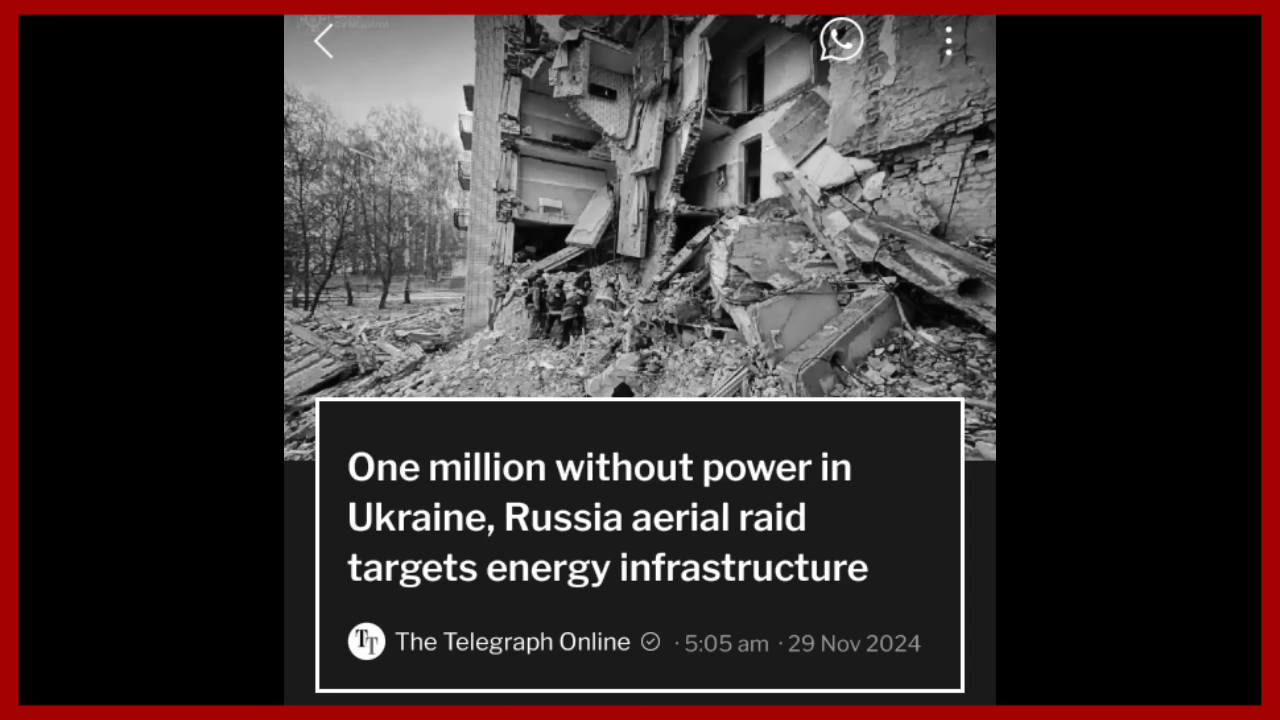 One million without power in
Ukraine, Russia aerial raid
targets energy infrastructure
TT The Telegraph Online · 5:05 am · 29 Nov 2024